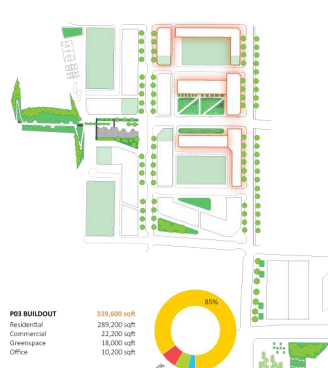 85%
P03 BUILDOUT 339,600 sqft
Residential 289,200 sqft
Commercial 22,200 sqft
Greenspace 18,000 sqft
Office 10,200 sqft